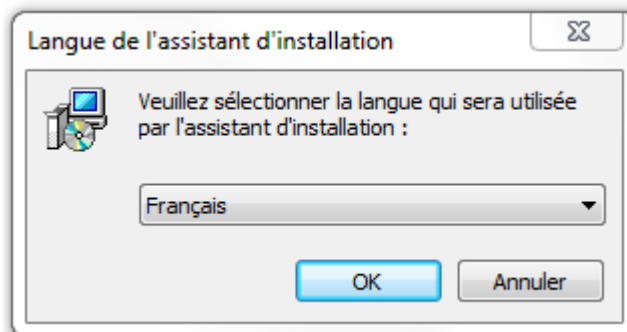 Langue de l'assistant d'installation
Veuillez sélectionner la langue qui sera utilisée
par l'assistant d'installation :
Français
OK
Annuler